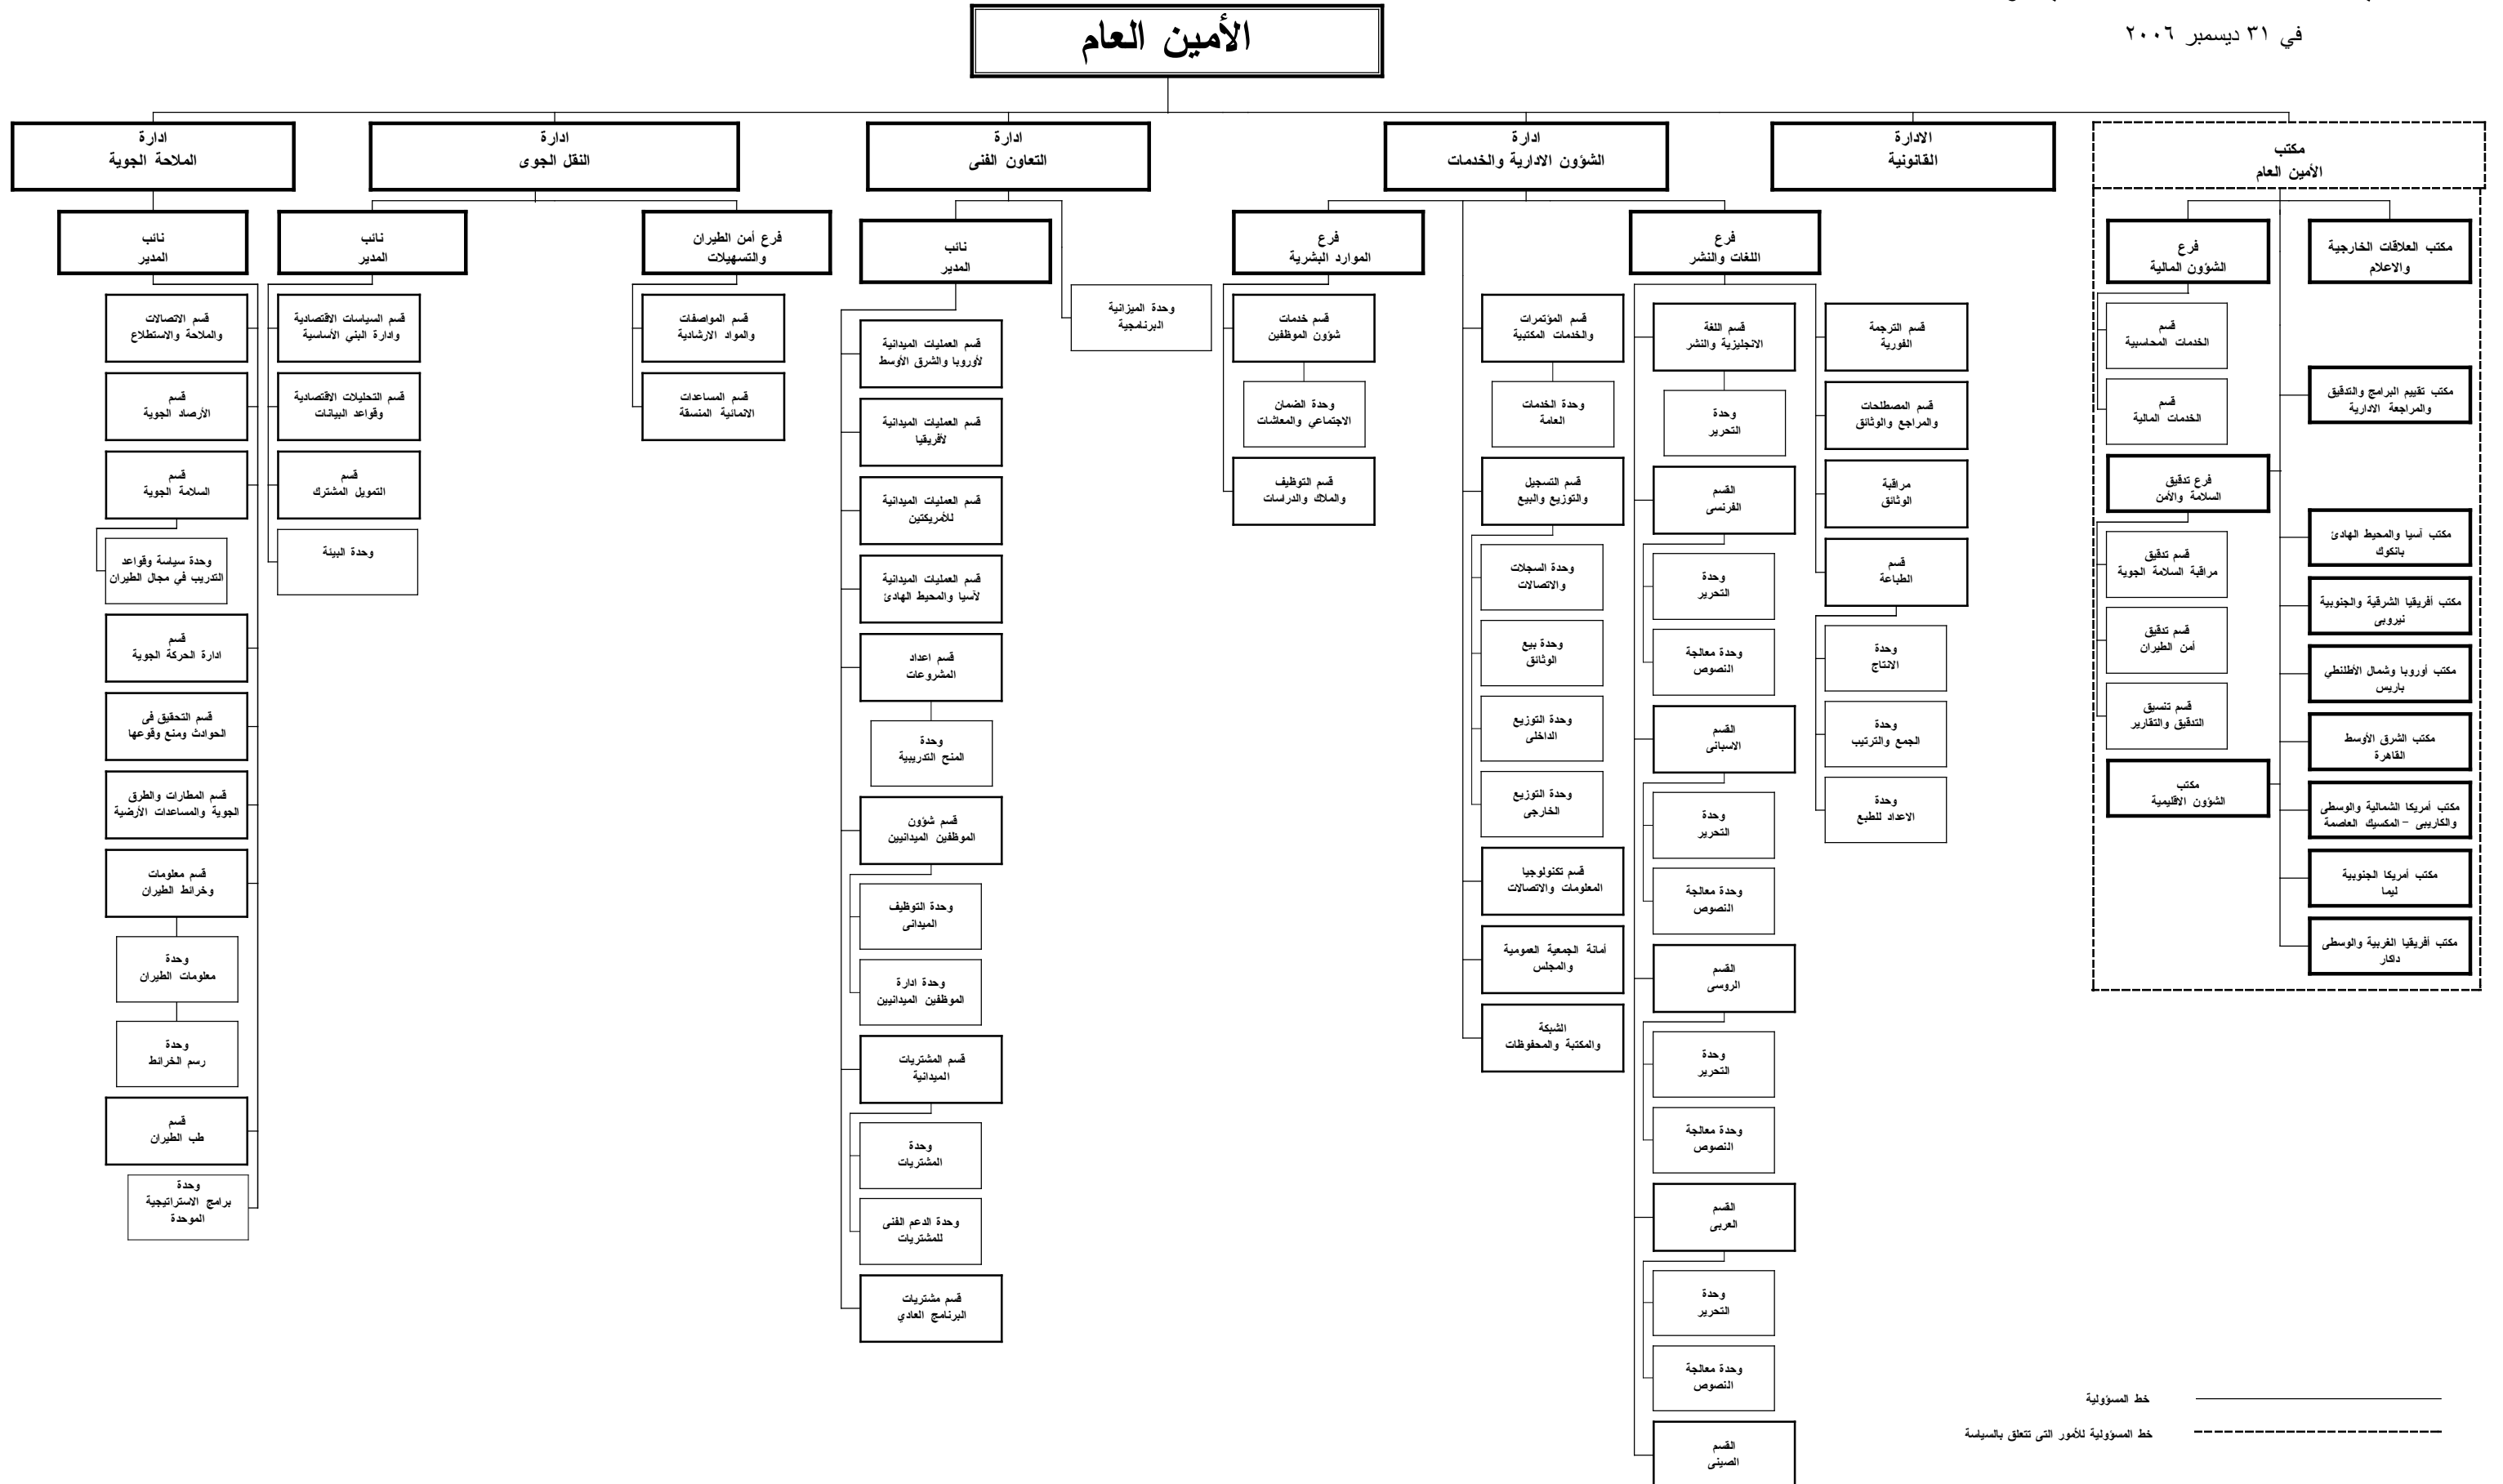 في ٣١ ديسمبر ٢٠٠٦
الأمين العام
مكتب
الأمين العام
الادارة
القانونية
ادارة
الشؤون الادارية والخدمات
ادارة
التعاون الفنى
ادارة
النقل الجوى
ادارة
الملاحة الجوية
مكتب العلاقات الخارجية
والاعلام
مكتب تقييم البرامج والتدقيق
والمراجعة الادارية
مكتب آسيا والمحيط الهادئ
بانكوك
مكتب أفريقيا الشرقية والجنوبية
نيروبى
مكتب أوروبا وشمال الأطلنطي
باريس
مكتب الشرق الأوسط
القاهرة
مكتب أمريكا الشمالية والوسطى
والكاريبى – المكسيك العاصمة
مكتب أمريكا الجنوبية
ليما
مكتب أفريقيا الغربية والوسطى
داكار
فرع
الشؤون المالية
قسم
الخدمات المحاسبية
قسم
الخدمات المالية
فرع تدقيق
السلامة والأمن
قسم تدقيق
مراقبة السلامة الجوية
قسم تدقيق
أمن الطيران
قسم تنسيق
التدقيق والتقارير
مكتب
الشؤون الاقليمية
فرع
اللغات والنشر
قسم الترجمة
الفورية
قسم المصطلحات
والمراجع والوثائق
مراقبة
الوثائق
قسم
الطباعة
وحدة
الانتاج
وحدة
الجمع والترتيب
وحدة
الاعداد للطبع
قسم اللغة
الانجليزية والنشر
وحدة
التحرير
القسم
الفرنسى
وحدة
التحرير
وحدة معالجة
النصوص
القسم
الاسبانى
وحدة
التحرير
وحدة معالجة
النصوص
القسم
الروسى
وحدة
التحرير
وحدة معالجة
النصوص
القسم
العربى
وحدة
التحرير
وحدة معالجة
النصوص
القسم
الصينى
قسم المؤتمرات
والخدمات المكتبية
وحدة الخدمات
العامة
قسم التسجيل
والتوزيع والبيع
وحدة السجلات
والاتصالات
وحدة بيع
الوثائق
وحدة التوزيع
الداخلى
وحدة التوزيع
الخارجى
قسم تكنولوجيا
المعلومات والاتصالات
أمانة الجمعية العمومية
والمجلس
الشبكة
والمكتبة والمحفوظات
فرع
الموارد البشرية
قسم خدمات
شؤون الموظفين
وحدة الضمان
الاجتماعي والمعاشات
قسم التوظيف
والملاك والدراسات
وحدة الميزانية
البرنامجية
نائب
المدير
قسم العمليات الميدانية
لأوروبا والشرق الأوسط
قسم العمليات الميدانية
لأفريقيا
قسم العمليات الميدانية
للأمريكتين
قسم العمليات الميدانية
لآسيا والمحيط الهادئ
قسم اعداد
المشروعات
وحدة
المنح التدريبية
قسم شؤون
الموظفين الميدانيين
وحدة التوظيف
الميدانى
وحدة ادارة
الموظفين الميدانيين
قسم المشتريات
الميدانية
وحدة
المشتريات
وحدة الدعم الفنى
للمشتريات
قسم مشتريات
البرنامج العادي
فرع أمن الطيران
والتسهيلات
قسم المواصفات
والمواد الارشادية
قسم المساعدات
الانمائية المنسقة
نائب
المدير
قسم السياسات الاقتصادية
وادارة البني الأساسية
قسم التحليلات الاقتصادية
وقواعد البيانات
قسم
التمويل المشترك
وحدة البيئة
نائب
المدير
قسم الاتصالات
والملاحة والاستطلاع
قسم
الأرصاد الجوية
قسم
السلامة الجوية
وحدة سياسة وقواعد
التدريب في مجال الطيران
قسم
ادارة الحركة الجوية
قسم التحقيق فى
الحوادث ومنع وقوعها
قسم المطارات والطرق
الجوية والمساعدات الأرضية
قسم معلومات
وخرائط الطيران
وحدة
معلومات الطيران
وحدة
رسم الخرائط
قسم
طب الطيران
وحدة
برامج الاستراتيجية
الموحدة
خط المسؤولية
خط المسؤولية للأمور التى تتعلق بالسياسة